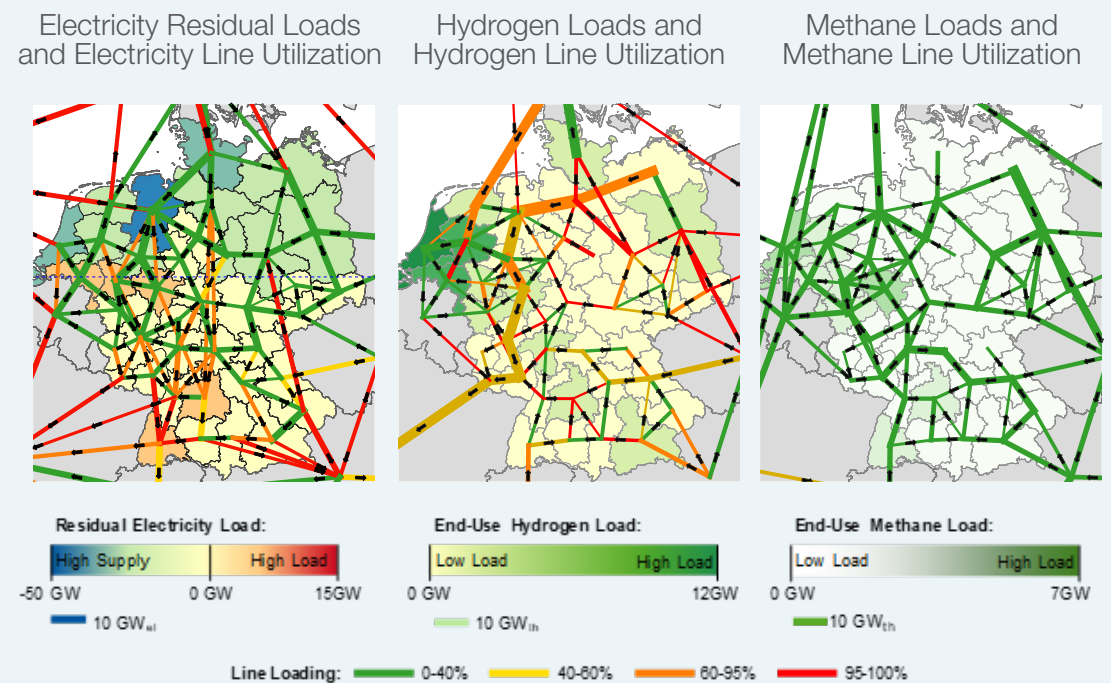 Electricity Residual Loads
and Electricity Line Utilization
Hydrogen Loads and
Hydrogen Line Utilization
Methane Loads and
Methane Line Utilization
Residual Electricity Load:
High Supply
High Load
-50 GW
0 GW
15GW
10 GWel
End-Use Hydrogen Load:
Low Load
High Load
0 GW
12GW
10 GWth
End-Use Methane Load:
Low Load
High Load
0 GW
7GW
10 GWth
Line Loading:
0-40%
40-60%
60-95%
95-100%